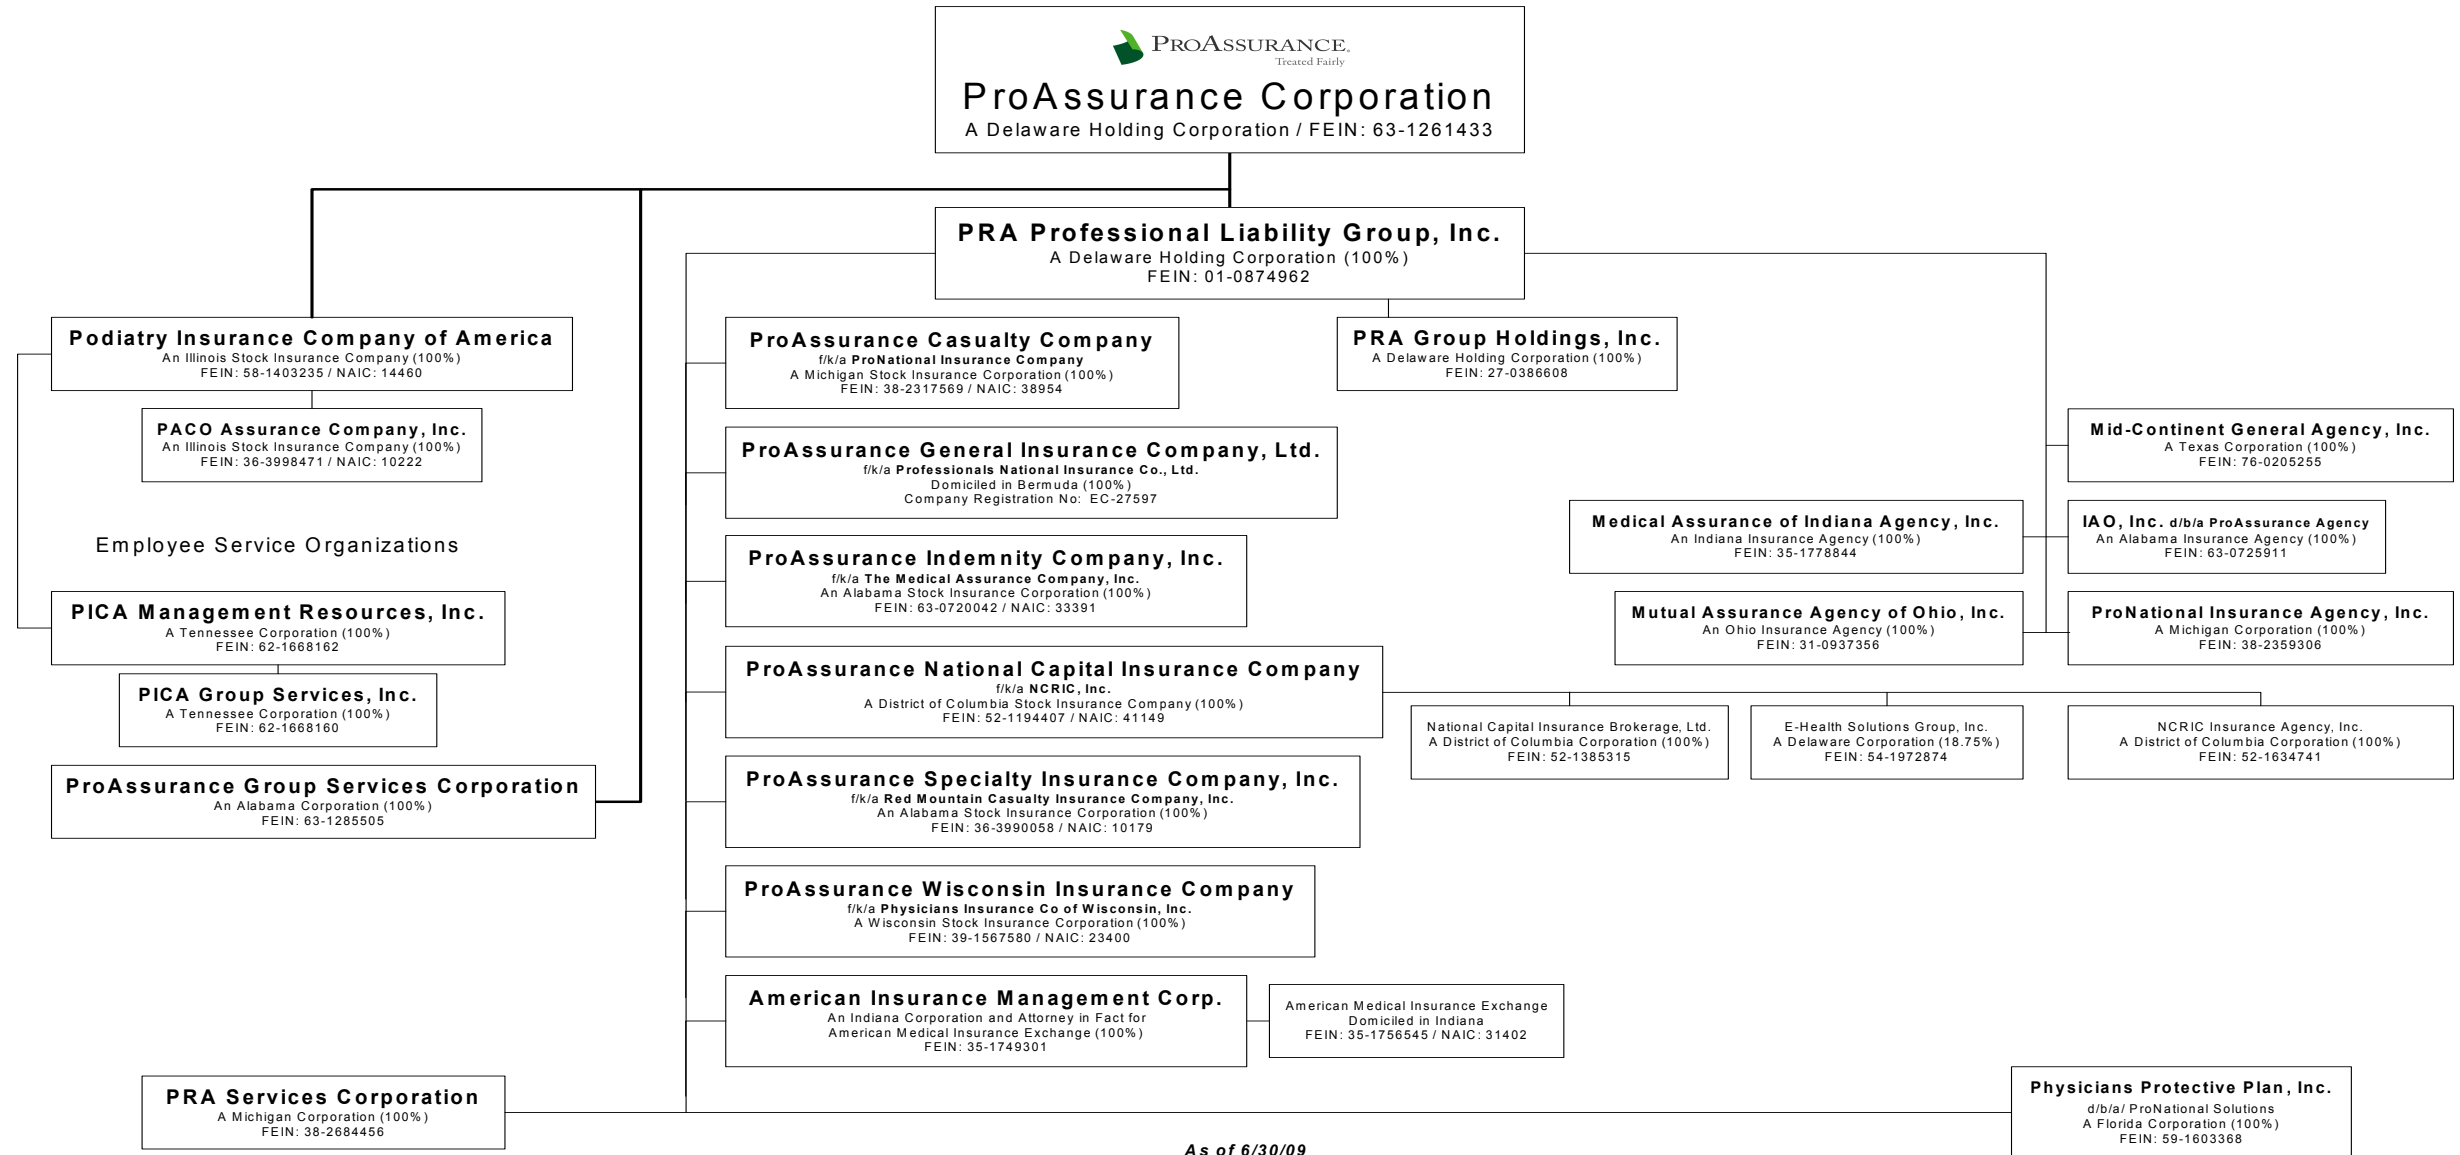 PROASSURANCE®
Treated Fairly
ProAssurance Corporation
A Delaware Holding Corporation / FEIN: 63-1261433
PRA Professional Liability Group, Inc.
A Delaware Holding Corporation (100%)
FEIN: 01-0874962
Podiatry Insurance Company of America
An Illinois Stock Insurance Company (100%)
FEIN: 58-1403235 / NAIC: 14460
PACO Assurance Company, Inc.
An Illinois Stock Insurance Company (100%)
FEIN: 36-3998471 / NAIC: 10222
Employee Service Organizations
PICA Management Resources, Inc.
A Tennessee Corporation (100%)
FEIN: 62-1668162
PICA Group Services, Inc.
A Tennessee Corporation (100%)
FEIN: 62-1668160
ProAssurance Group Services Corporation
An Alabama Corporation (100%)
FEIN: 63-1285505
PRA Services Corporation
A Michigan Corporation (100%)
FEIN: 38-2684456
ProAssurance Casualty Company
f/k/a ProNational Insurance Company
A Michigan Stock Insurance Corporation (100%)
FEIN: 38-2317569 / NAIC: 38954
ProAssurance General Insurance Company, Ltd.
f/k/a Professionals National Insurance Co., Ltd.
Domiciled in Bermuda (100%)
Company Registration No: EC-27597
ProAssurance Indemnity Company, Inc.
f/k/a The Medical Assurance Company, Inc.
An Alabama Stock Insurance Corporation (100%)
FEIN: 63-0720042 / NAIC: 33391
ProAssurance National Capital Insurance Company
f/k/a NCRIC, Inc.
A District of Columbia Stock Insurance Company (100%)
FEIN: 52-1194407 / NAIC: 41149
ProAssurance Specialty Insurance Company, Inc.
f/k/a Red Mountain Casualty Insurance Company, Inc.
An Alabama Stock Insurance Corporation (100%)
FEIN: 36-3990058 / NAIC: 10179
ProAssurance Wisconsin Insurance Company
f/k/a Physicians Insurance Co of Wisconsin, Inc.
A Wisconsin Stock Insurance Corporation (100%)
FEIN: 39-1567580 / NAIC: 23400
American Insurance Management Corp.
An Indiana Corporation and Attorney in Fact for
American Medical Insurance Exchange (100%)
FEIN: 35-1749301
American Medical Insurance Exchange
Domiciled in Indiana
FEIN: 35-1756545 / NAIC: 31402
PRA Group Holdings, Inc.
A Delaware Holding Corporation (100%)
FEIN: 27-0386608
Mid-Continent General Agency, Inc.
A Texas Corporation (100%)
FEIN: 76-0205255
Medical Assurance of Indiana Agency, Inc.
An Indiana Insurance Agency (100%)
FEIN: 35-1778844
IAO, Inc. d/b/a ProAssurance Agency
An Alabama Insurance Agency (100%)
FEIN: 63-0725911
Mutual Assurance Agency of Ohio, Inc.
An Ohio Insurance Agency (100%)
FEIN: 31-0937356
ProNational Insurance Agency, Inc.
A Michigan Corporation (100%)
FEIN: 38-2359306
National Capital Insurance Brokerage, Ltd.
A District of Columbia Corporation (100%)
FEIN: 52-1385315
E-Health Solutions Group, Inc.
A Delaware Corporation (18.75%)
FEIN: 54-1972874
NCRIC Insurance Agency, Inc.
A District of Columbia Corporation (100%)
FEIN: 52-1634741
Physicians Protective Plan, Inc.
d/b/a/ ProNational Solutions
A Florida Corporation (100%)
FEIN: 59-1603368
As of 6/30/09